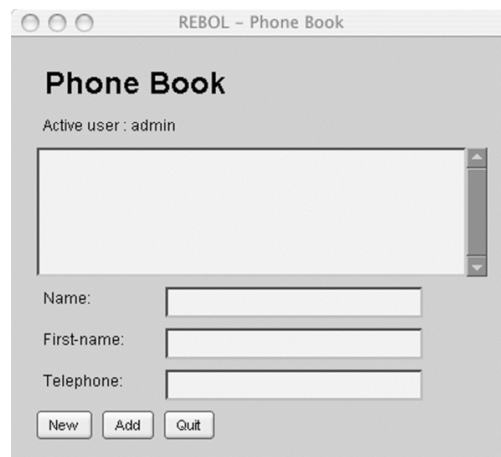 REBOL – Phone Book
Phone Book
Active user : admin
Name:
First-name:
Telephone:
New Add Quit